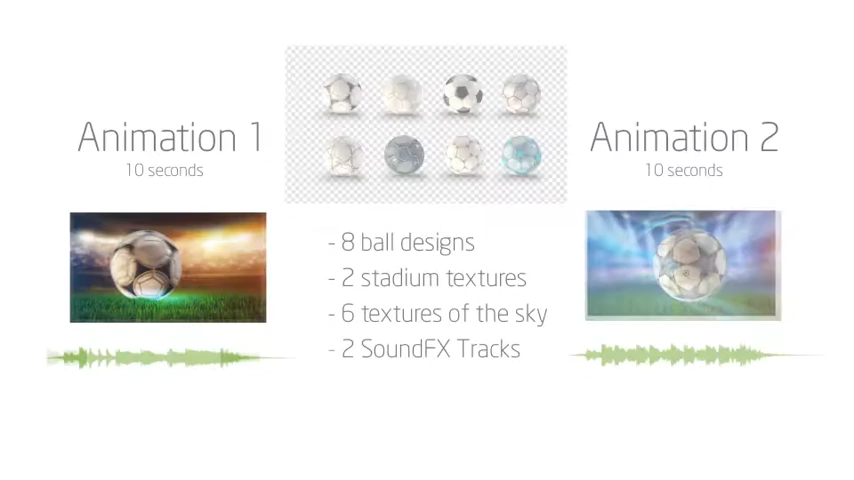 Animation 1
10 seconds
Animation 2
10 seconds
- 8 ball designs
- 2 stadium textures
- 6 textures of the sky
- 2 SoundFX Tracks